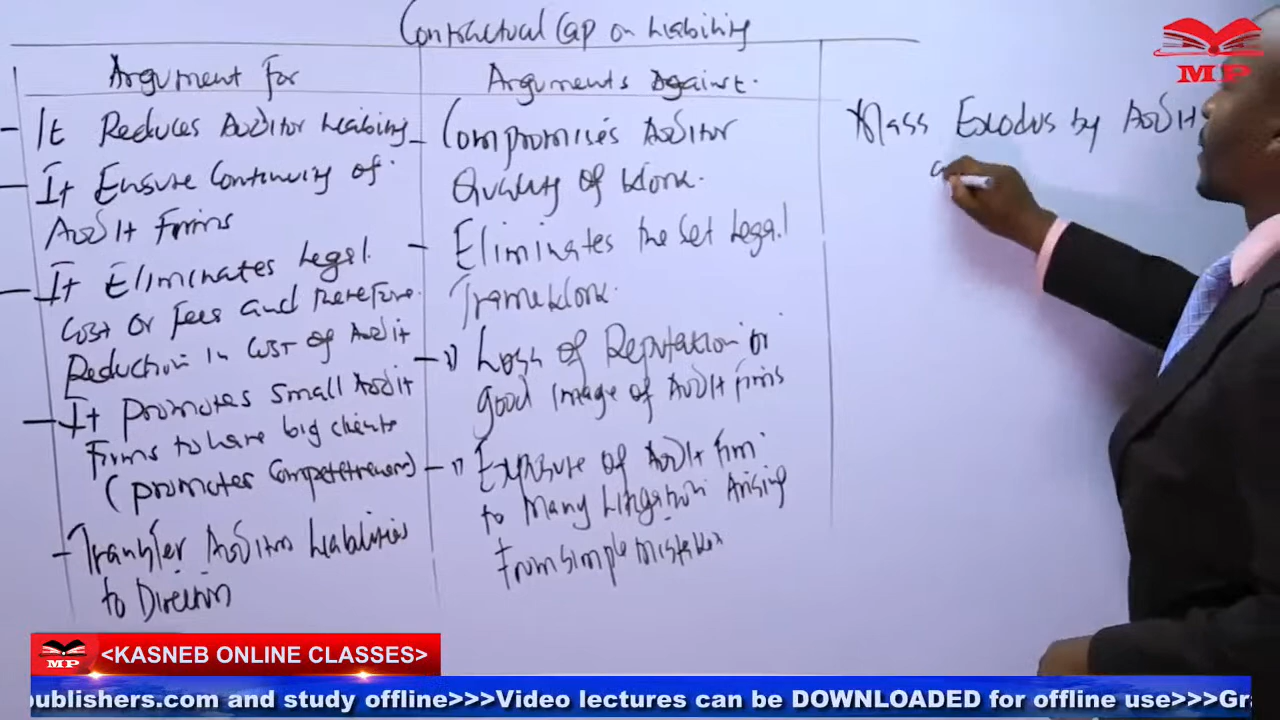 Contractual Cap on Liability
Argument For
- It Reduces Auditor Liability
- It Ensure Continuity of
Audit Firms
- It Eliminates Legal
Cost or Fees and therefore
Reduction in Cost of Audit
- It promotes Small Audit
Firms to have big clients
(promotes Competetiveness)
- Transfer Auditors Liabilities
to Directors
Arguments Against.
- Compromises Auditor
Quality of Work.
- Eliminates the Set Legal
Framework.
- Loss of Reputation or
good Image of Audit Firms
- Exposure of Audit Firm
to Many Litigation Arising
From Simple Mistakes
Mass Exodus by Audit
MP
MP
<KASNEB ONLINE CLASSES>
publishers.com and study offline>>>Video lectures can be DOWNLOADED for offline use>>>Gra